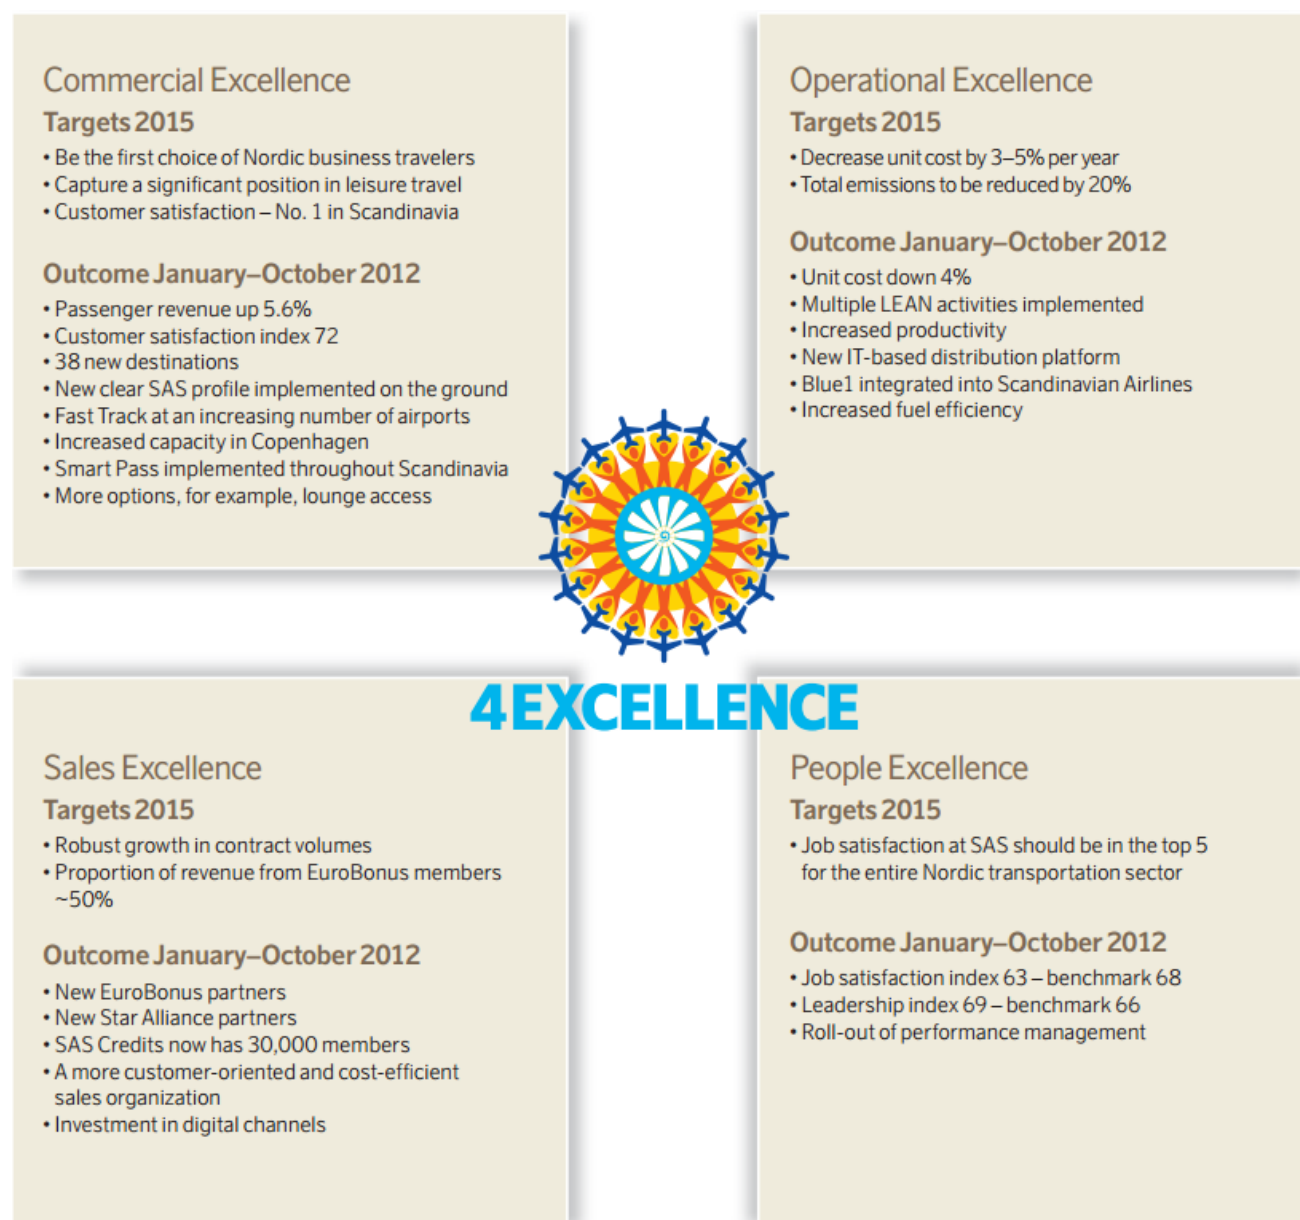 Commercial Excellence
Targets 2015
• Be the first choice of Nordic business travelers
• Capture a significant position in leisure travel
• Customer satisfaction – No. 1 in Scandinavia
Outcome January–October 2012
• Passenger revenue up 5.6%
• Customer satisfaction index 72
• 38 new destinations
• New clear SAS profile implemented on the ground
• Fast Track at an increasing number of airports
• Increased capacity in Copenhagen
• Smart Pass implemented throughout Scandinavia
• More options, for example, lounge access
Operational Excellence
Targets 2015
• Decrease unit cost by 3–5% per year
• Total emissions to be reduced by 20%
Outcome January–October 2012
• Unit cost down 4%
• Multiple LEAN activities implemented
• Increased productivity
• New IT-based distribution platform
• Blue1 integrated into Scandinavian Airlines
• Increased fuel efficiency
4EXCELLENCE
Sales Excellence
Targets 2015
• Robust growth in contract volumes
• Proportion of revenue from EuroBonus members
~50%
Outcome January–October 2012
• New EuroBonus partners
• New Star Alliance partners
• SAS Credits now has 30,000 members
• A more customer-oriented and cost-efficient
sales organization
• Investment in digital channels
People Excellence
Targets 2015
• Job satisfaction at SAS should be in the top 5
for the entire Nordic transportation sector
Outcome January–October 2012
• Job satisfaction index 63 – benchmark 68
• Leadership index 69 – benchmark 66
• Roll-out of performance management